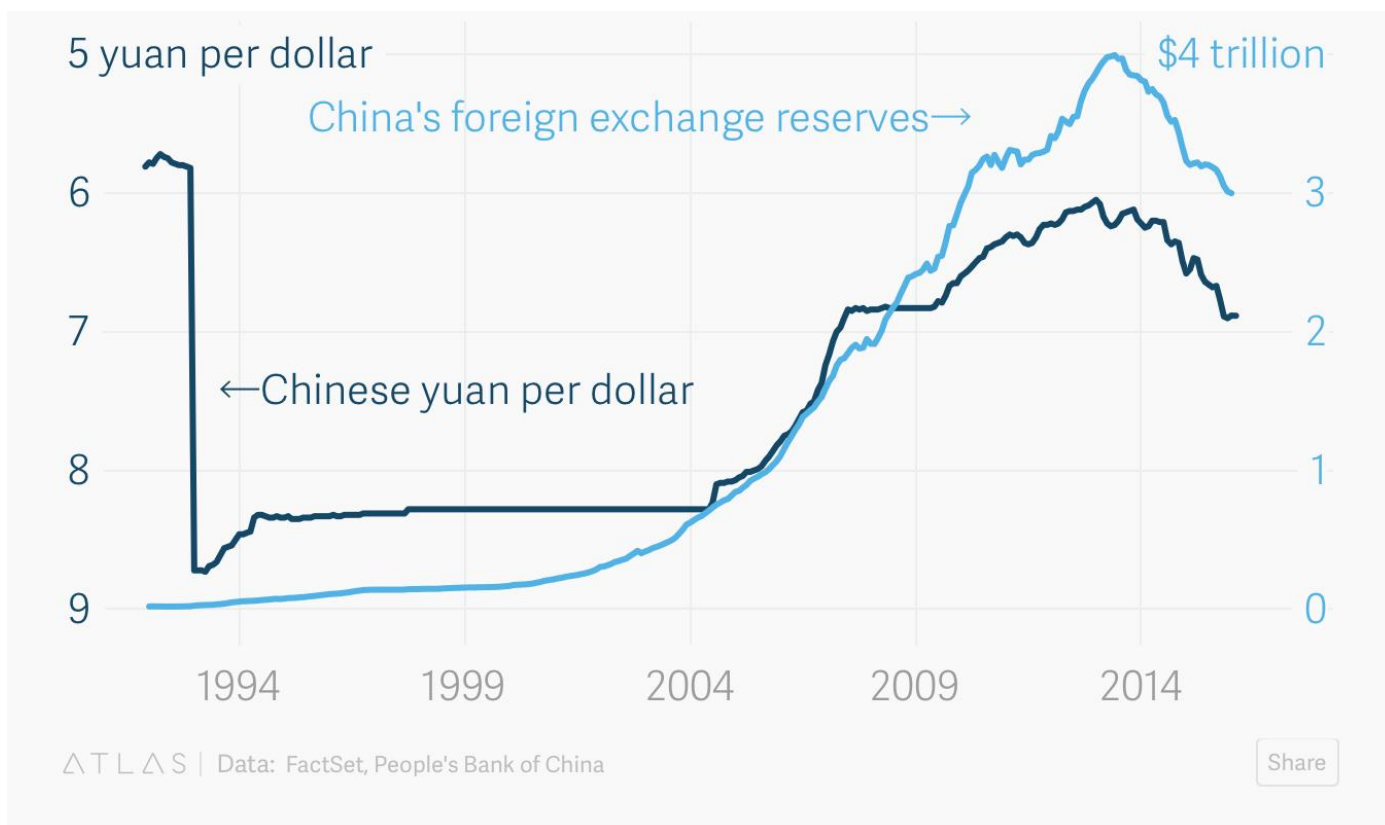 5 yuan per dollar
$4 trillion
China's foreign exchange reserves→
6
3
7
2
←Chinese yuan per dollar
8
1
9
0
1994 1999 2004 2009 2014
ATLAS | Data: FactSet, People's Bank of China
Share